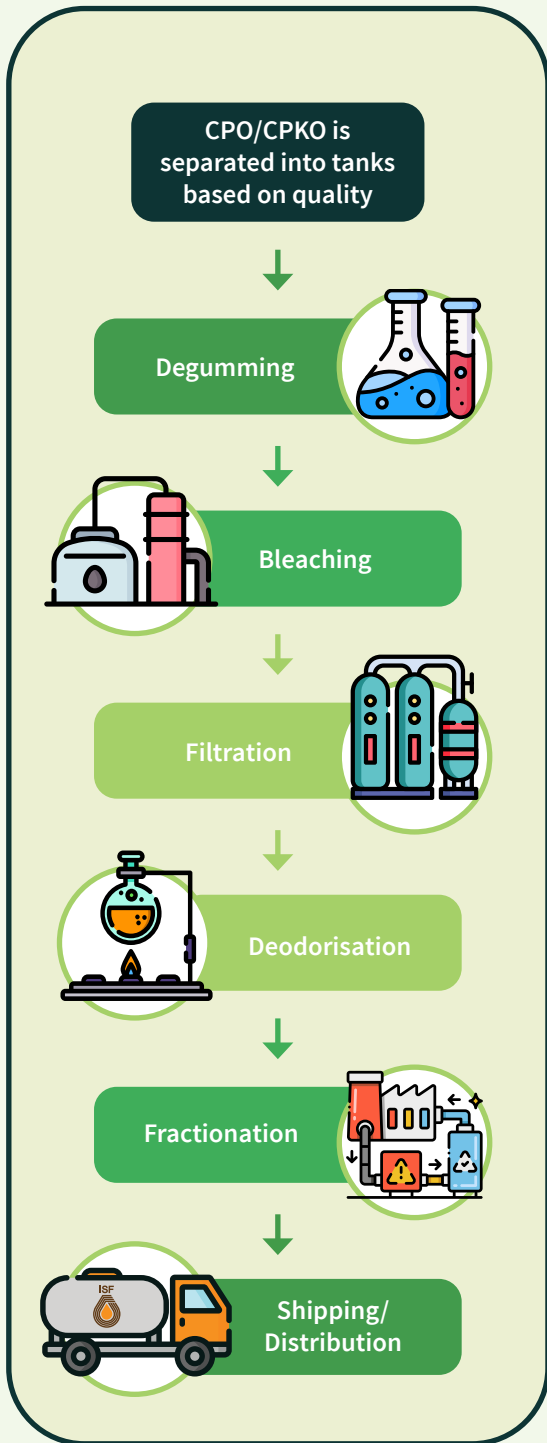 CPO/CPKO is
separated into tanks
based on quality
Degumming
Bleaching
Filtration
Deodorisation
Fractionation
ISF
Shipping/
Distribution